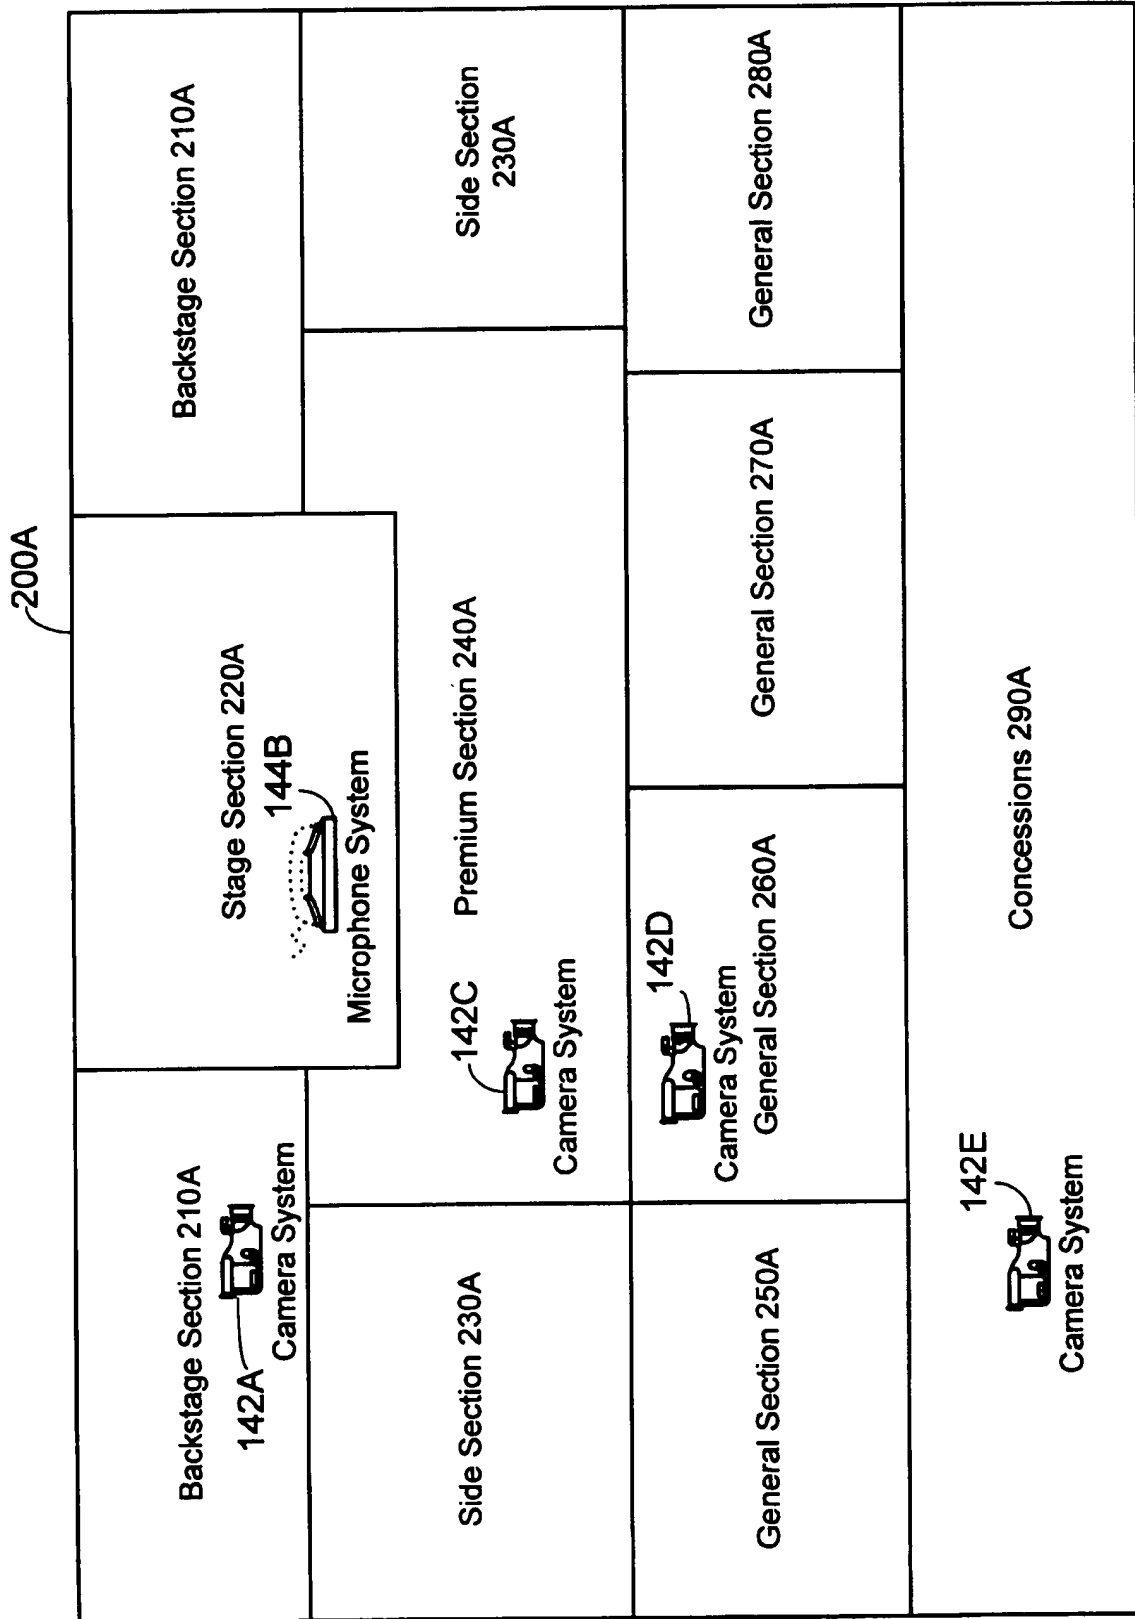 200A
Backstage Section 210A
142A
Camera System
Stage Section 220A
144B
Microphone System
Backstage Section 210A
Side Section 230A
142C
Camera System
Premium Section 240A
Side Section
230A
General Section 250A
142D
Camera System
General Section 260A
General Section 270A
General Section 280A
142E
Camera System
Concessions 290A